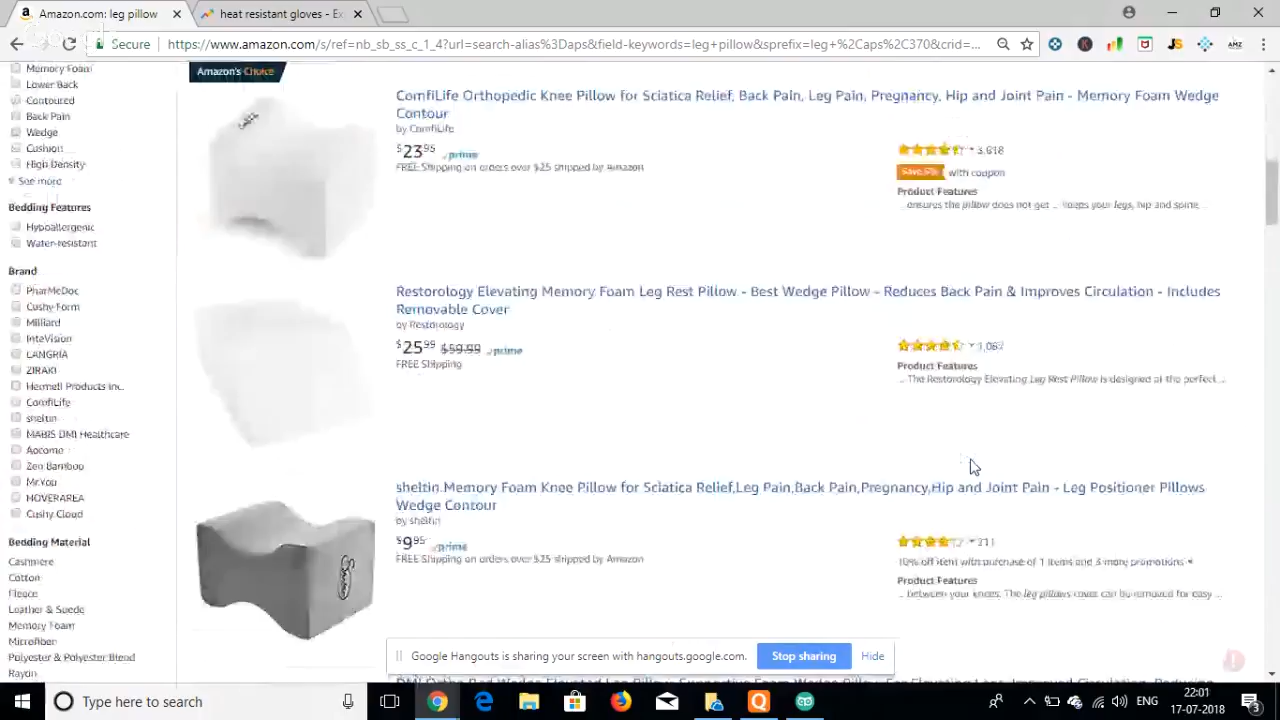 Amazon.com: leg pillow
heat resistant gloves - Ex
Secure
https://www.amazon.com/s/ref=nb_sb_ss_c_1_4?url=search-alias%3Daps&field-keywords=leg+pillow&sprefix=leg+%2Caps%2C370&crid=...
Memory Foam
Lower Back
Contoured
Back Pain
Wedge
Cushion
High Density
See more
Bedding Features
Hypoallergenic
Water-resistant
Brand
PharMeDoc
Cushy Form
Milliard
InteVision
LANGRIA
ZIRAKI
Hermell Products Inc.
ComfiLife
sheltin
MABIS DMI Healthcare
Aocome
Zen Bamboo
Mr.You
HOVERAREA
Cushy Cloud
Bedding Material
Cashmere
Cotton
Fleece
Leather & Suede
Memory Foam
Microfiber
Polyester & Polyester Blend
Rayon
Amazon's Choice
ComfiLife Orthopedic Knee Pillow for Sciatica Relief, Back Pain, Leg Pain, Pregnancy, Hip and Joint Pain - Memory Foam Wedge
Contour
by ComfiLife
$23.95 prime
FREE Shipping on orders over $25 shipped by Amazon
3,618
with coupon
Product Features
...ensures the pillow does not get ... keeps your legs, hip and spine, ...
Restorology Elevating Memory Foam Leg Rest Pillow - Best Wedge Pillow - Reduces Back Pain & Improves Circulation - Includes
Removable Cover
by Restorology
$25.99 $59.99 prime
FREE Shipping
Product Features
... The Restorology Elevating Leg Rest Pillow is designed at the perfect ...
sheltin Memory Foam Knee Pillow for Sciatica Relief,Leg Pain,Back Pain,Pregnancy,Hip and Joint Pain - Leg Positioner Pillows
Wedge Contour
by sheltin
$9.95 prime
FREE Shipping on orders over $25 shipped by Amazon
10% off item with purchase of 1 items and 3 more promotions
Product Features
... between your knees. The leg pillows cover can be removed for easy ...
Google Hangouts is sharing your screen with hangouts.google.com.
Stop sharing
Hide
Type here to search
ENG
22:01
17-07-2018